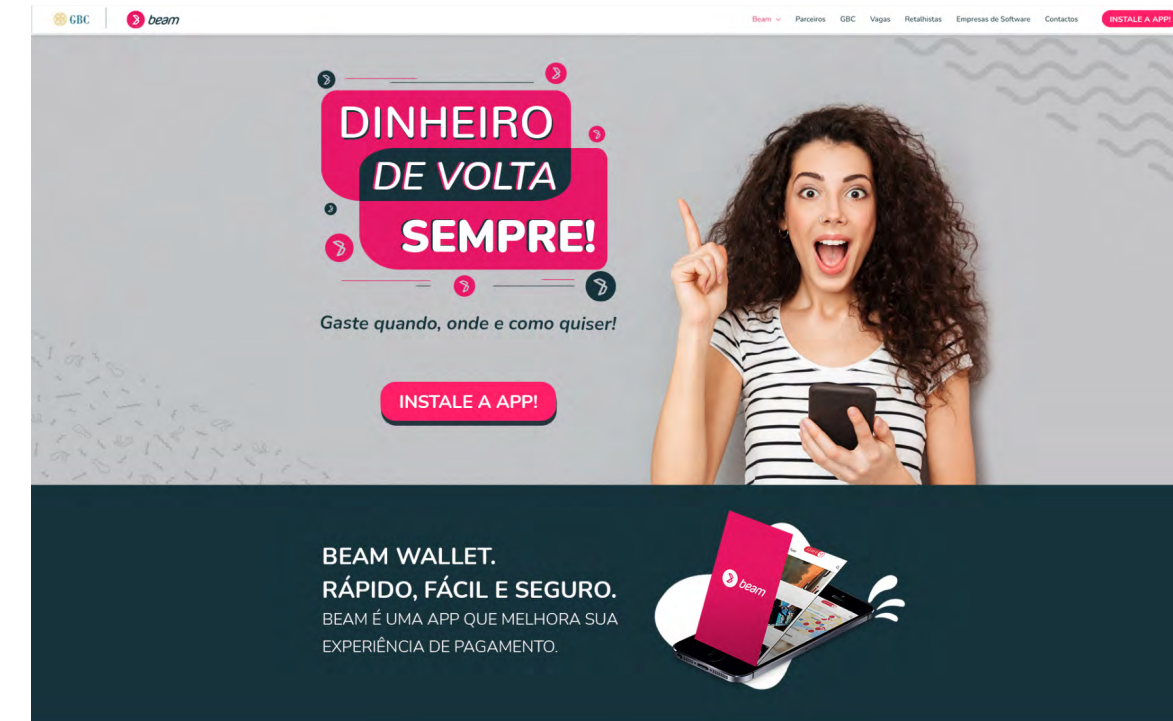 GBC
beam
Beam
Parceiros
GBC
Vagas
Retalhistas
Empresas de Software
Contactos
INSTALE A APP!
DINHEIRO
DE VOLTA
SEMPRE!
Gaste quando, onde e como quiser!
INSTALE A APP!
BEAM WALLET.
RÁPIDO, FÁCIL E SEGURO.
BEAM É UMA APP QUE MELHORA SUA
EXPERIÊNCIA DE PAGAMENTO.
beam